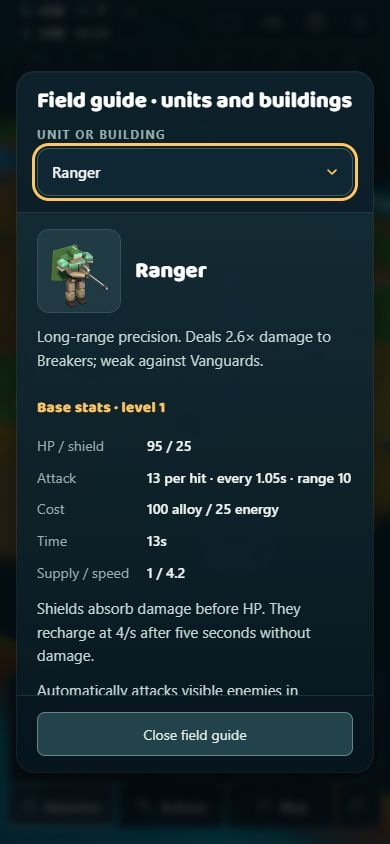 Field guide · units and buildings
UNIT OR BUILDING
Ranger
Ranger
Long-range precision. Deals 2.6× damage to
Breakers; weak against Vanguards.
Base stats · level 1
HP / shield 95 / 25
Attack 13 per hit · every 1.05s · range 10
Cost 100 alloy / 25 energy
Time 13s
Supply / speed 1 / 4.2
Shields absorb damage before HP. They
recharge at 4/s after five seconds without
damage.
Automatically attacks visible enemies in
Close field guide